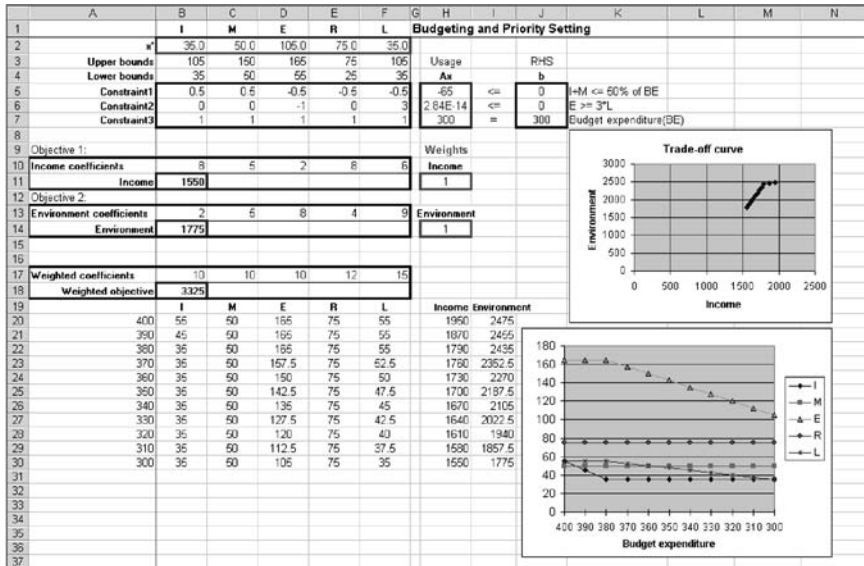 A B C D E F G H I J K L M N
1 I M E R L Budgeting and Priority Setting
2 x* 35.0 50.0 105.0 75.0 35.0
3 Upper bounds 105 150 165 75 105 Usage RHS
4 Lower bounds 35 50 55 25 35 Ax b
5 Constraint1 0.5 0.5 -0.5 -0.5 -0.5 -65 <= 0 I+M <= 50% of BE
6 Constraint2 0 0 -1 0 3 2.84E-14 <= 0 E >= 3*L
7 Constraint3 1 1 1 1 1 300 = 300 Budget expenditure(BE)
8
9 Objective 1: Weights
10 Income coefficients 8 5 2 8 6 Income
11 Income 1550 1
12 Objective 2:
13 Environment coefficients 2 5 8 4 9 Environment
14 Environment 1775 1
15
16
17 Weighted coefficients 10 10 10 12 15
18 Weighted objective 3325
19 I M E R L Income Environment
20 400 55 50 165 75 55 1950 2475
21 390 45 50 165 75 55 1870 2455
22 380 35 50 165 75 55 1790 2435
23 370 35 50 157.5 75 52.5 1760 2352.5
24 360 35 50 150 75 50 1730 2270
25 350 35 50 142.5 75 47.5 1700 2187.5
26 340 35 50 135 75 45 1670 2105
27 330 35 50 127.5 75 42.5 1640 2022.5
28 320 35 50 120 75 40 1610 1940
29 310 35 50 112.5 75 37.5 1580 1857.5
30 300 35 50 105 75 35 1550 1775
31
32
33
34
35
36
37
Trade-off curve
Environment
3000
2500
2000
1500
1000
500
0
0 500 1000 1500 2000 2500
Income
180
160
140
120
100
80
60
40
20
0
400 390 380 370 360 350 340 330 320 310 300
Budget expenditure
I
M
E
R
L